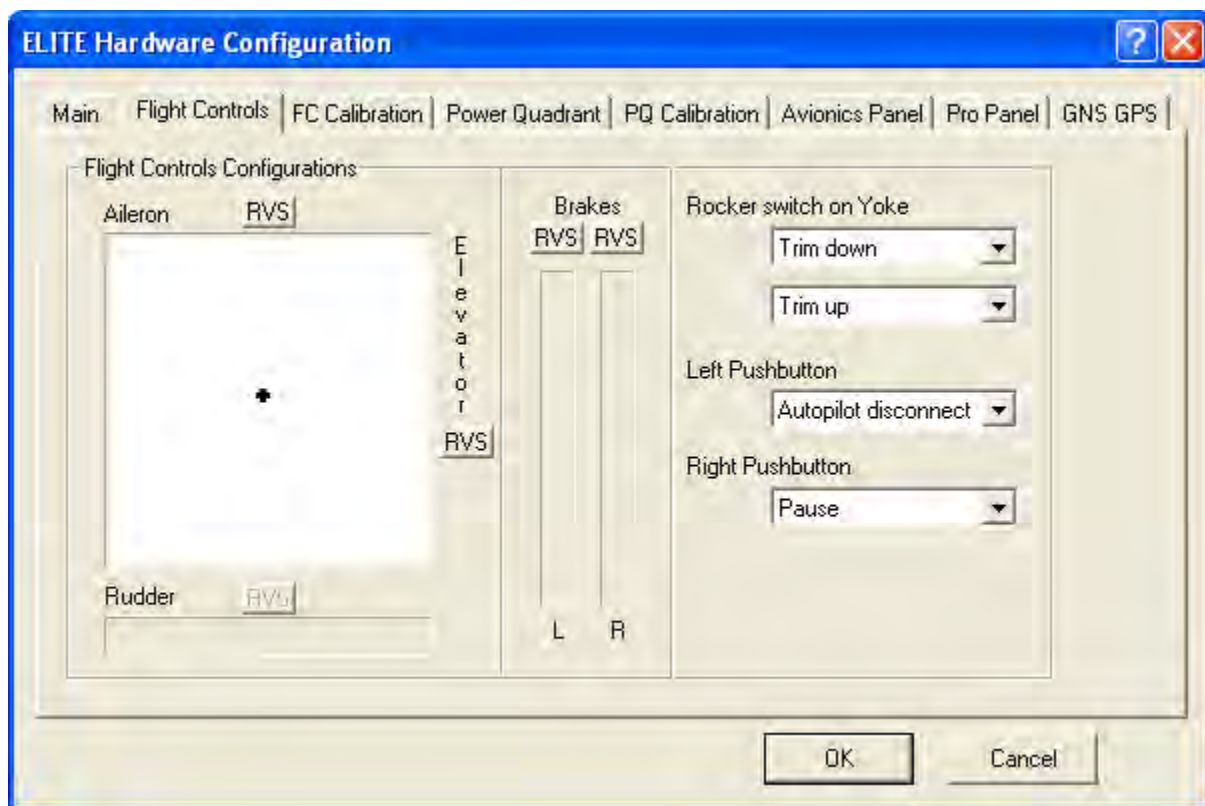 ELITE Hardware Configuration
Main Flight Controls FC Calibration Power Quadrant PQ Calibration Avionics Panel Pro Panel GNS GPS
Flight Controls Configurations
Aileron RVS
Elevator
RVS
Rudder RVS
Brakes
RVS RVS
L R
Rocker switch on Yoke
Trim down
Trim up
Left Pushbutton
Autopilot disconnect
Right Pushbutton
Pause
OK Cancel